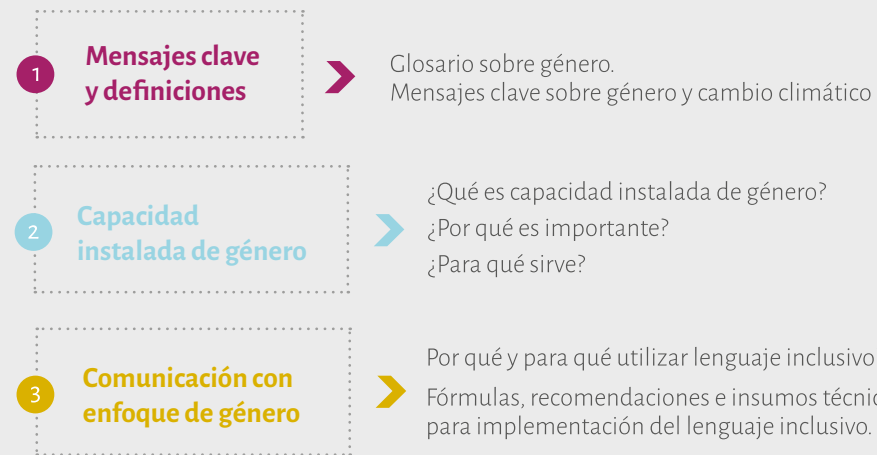 1
Mensajes clave
y definiciones
Glosario sobre género.
Mensajes clave sobre género y cambio climático
2
Capacidad
instalada de género
¿Qué es capacidad instalada de género?
¿Por qué es importante?
¿Para qué sirve?
3
Comunicación con
enfoque de género
Por qué y para qué utilizar lenguaje inclusivo
Fórmulas, recomendaciones e insumos
para implementación del lenguaje inclusivo.